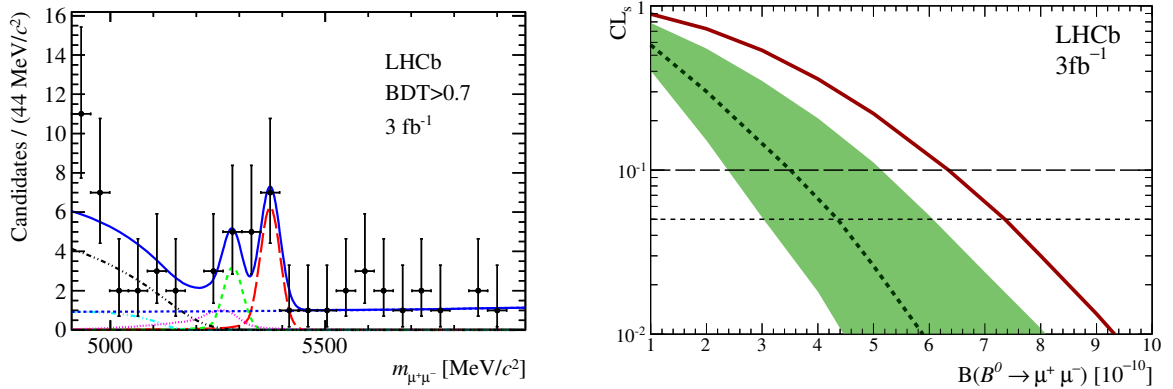 Candidates / (44 MeV/c²)
16
14
12
10
8
6
4
2
0
LHCb
BDT>0.7
3 fb⁻¹
5000
5500
m_μ⁺μ⁻ [MeV/c²]
CLₛ
1
10⁻¹
10⁻²
LHCb
3fb⁻¹
1 2 3 4 5 6 7 8 9 10
B(B⁰ → μ⁺ μ⁻) [10⁻¹⁰]